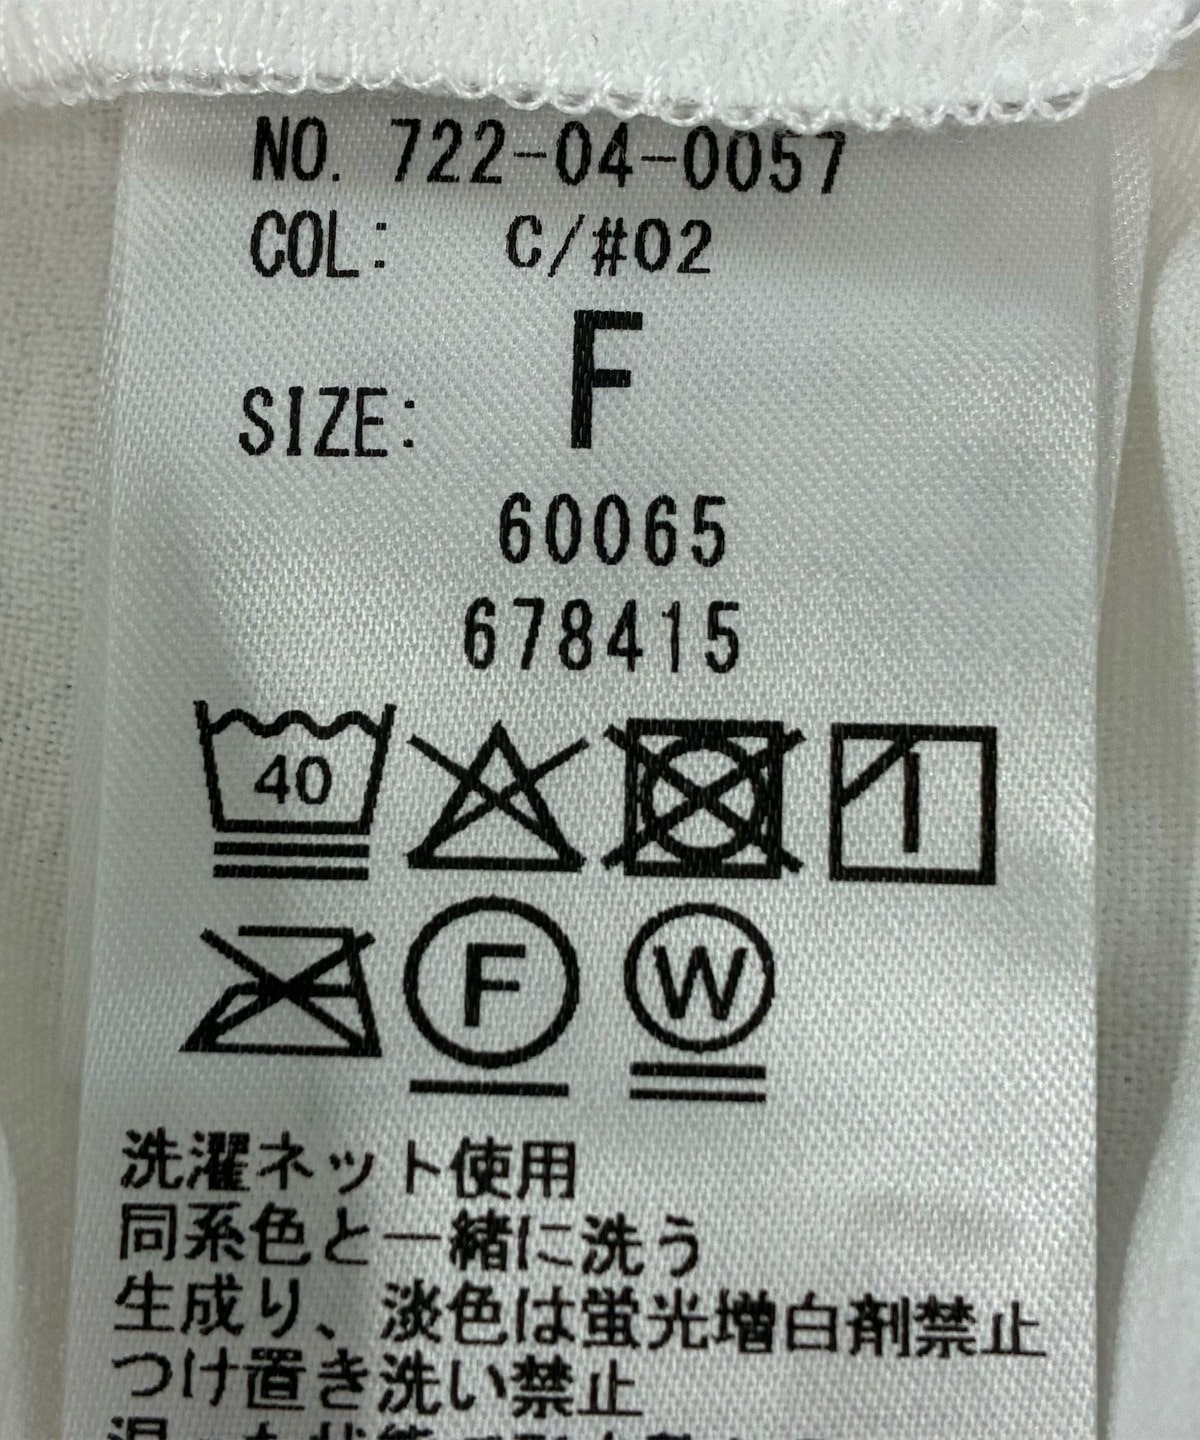 NO. 722-04-0057
COL: C/#02
SIZE: F
60065
678415
40
F W
洗濯ネット使用
同系色と一緒に洗う
生成り、淡色は蛍光増白剤禁止
つけ置き洗い禁止